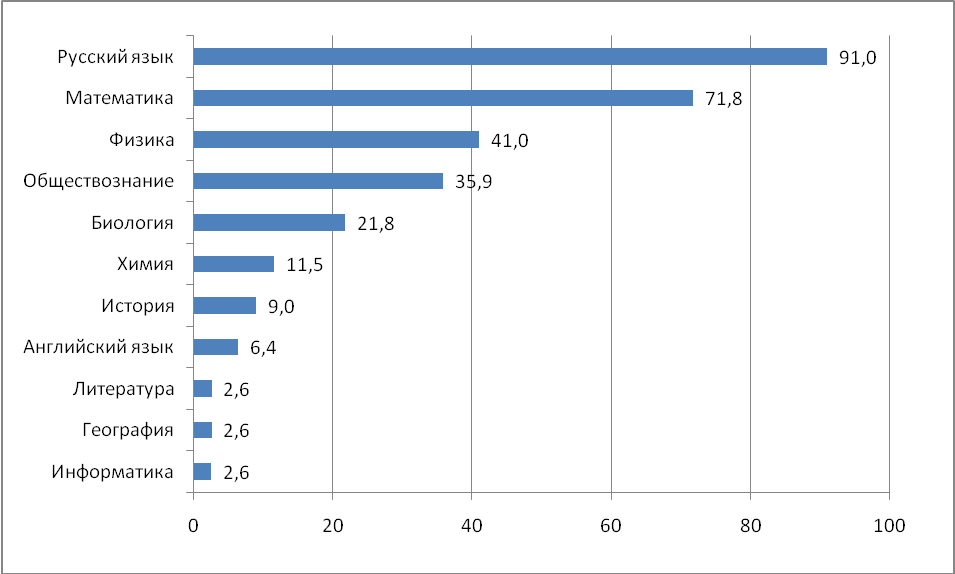 Русский язык 91,0
Математика 71,8
Физика 41,0
Обществознание 35,9
Биология 21,8
Химия 11,5
История 9,0
Английский язык 6,4
Литература 2,6
География 2,6
Информатика 2,6
0 20 40 60 80 100